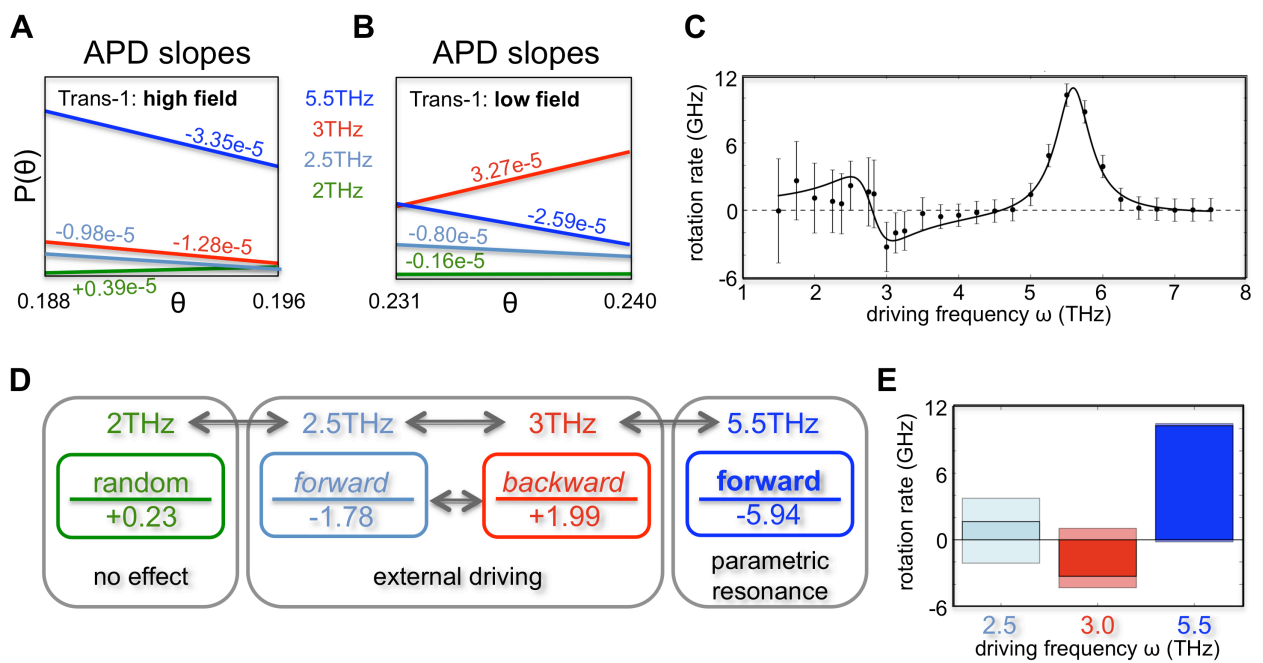 A
APD slopes
Trans-1: high field
-3.35e-5
-0.98e-5
-1.28e-5
+0.39e-5
P(θ)
0.188
θ
0.196
5.5THz
3THz
2.5THz
2THz
B
APD slopes
Trans-1: low field
3.27e-5
-2.59e-5
-0.80e-5
-0.16e-5
0.231
θ
0.240
C
rotation rate (GHz)
12
6
0
-6
1 2 3 4 5 6 7 8
driving frequency ω (THz)
D
2THz
random
+0.23
no effect
2.5THz
forward
-1.78
3THz
backward
+1.99
external driving
5.5THz
forward
-5.94
parametric
resonance
E
rotation rate (GHz)
12
6
0
-6
2.5 3.0 5.5
driving frequency ω (THz)